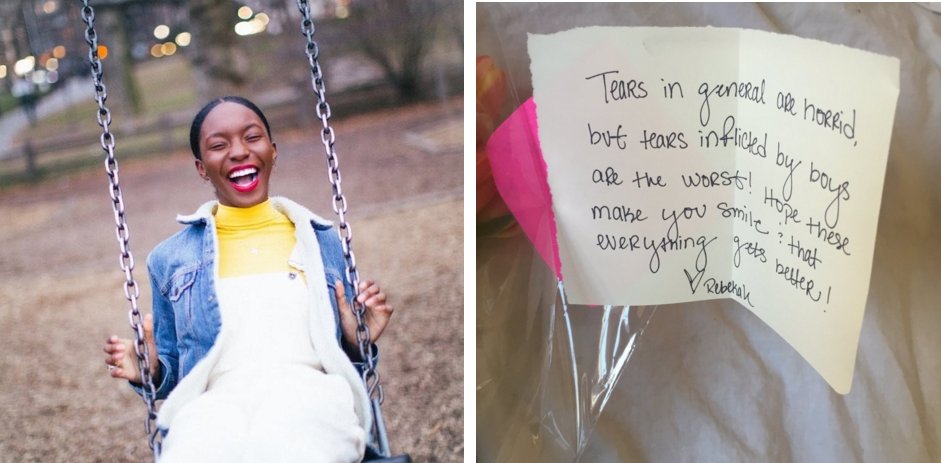 Tears in general are horrid,
but tears inflicted by boys
are the worst! Hope these
make you smile & that
everything gets better!
♡ Rebekah